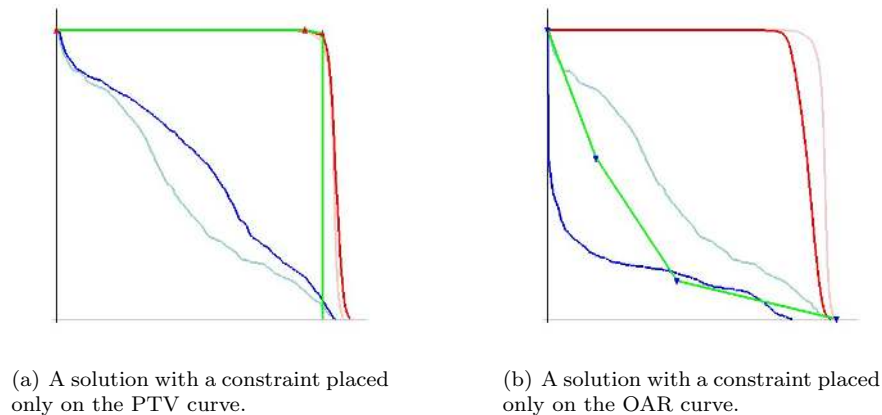 (a) A solution with a constraint placed
only on the PTV curve.
(b) A solution with a constraint placed
only on the OAR curve.